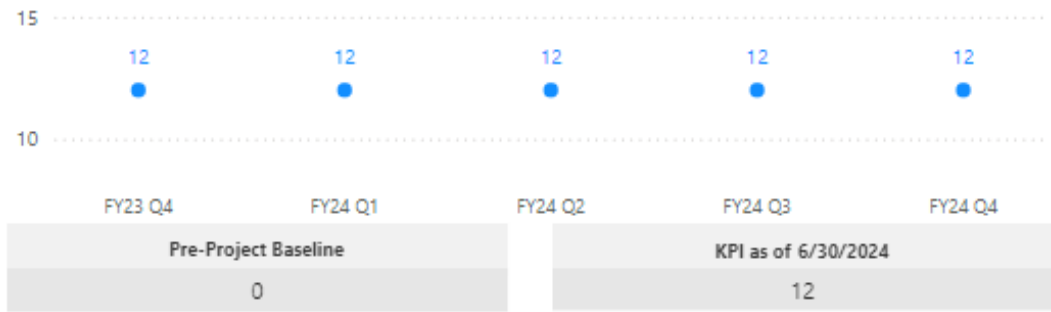 15
12 12 12 12 12
10
FY23 Q4 FY24 Q1 FY24 Q2 FY24 Q3 FY24 Q4
Pre-Project Baseline KPI as of 6/30/2024
0 12